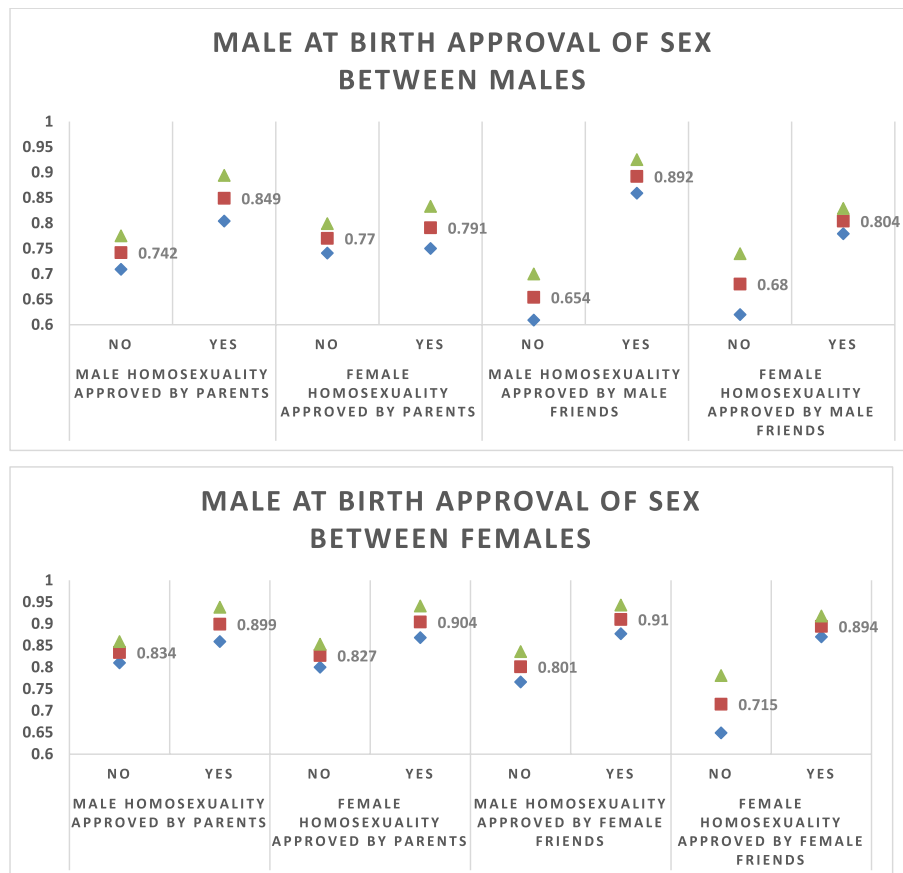 MALE AT BIRTH APPROVAL OF SEX
BETWEEN MALES
1
0.95
0.9
0.85
0.8
0.75
0.7
0.65
0.6
0.742
0.849
0.77
0.791
0.654
0.892
0.68
0.804
NO YES NO YES NO YES NO YES
MALE HOMOSEXUALITY
APPROVED BY PARENTS
FEMALE
HOMOSEXUALITY
APPROVED BY PARENTS
MALE HOMOSEXUALITY
APPROVED BY MALE
FRIENDS
FEMALE
HOMOSEXUALITY
APPROVED BY MALE
FRIENDS
MALE AT BIRTH APPROVAL OF SEX
BETWEEN FEMALES
1
0.95
0.9
0.85
0.8
0.75
0.7
0.65
0.6
0.834
0.899
0.827
0.904
0.801
0.91
0.715
0.894
NO YES NO YES NO YES NO YES
MALE HOMOSEXUALITY
APPROVED BY PARENTS
FEMALE
HOMOSEXUALITY
APPROVED BY PARENTS
MALE HOMOSEXUALITY
APPROVED BY FEMALE
FRIENDS
FEMALE
HOMOSEXUALITY
APPROVED BY FEMALE
FRIENDS